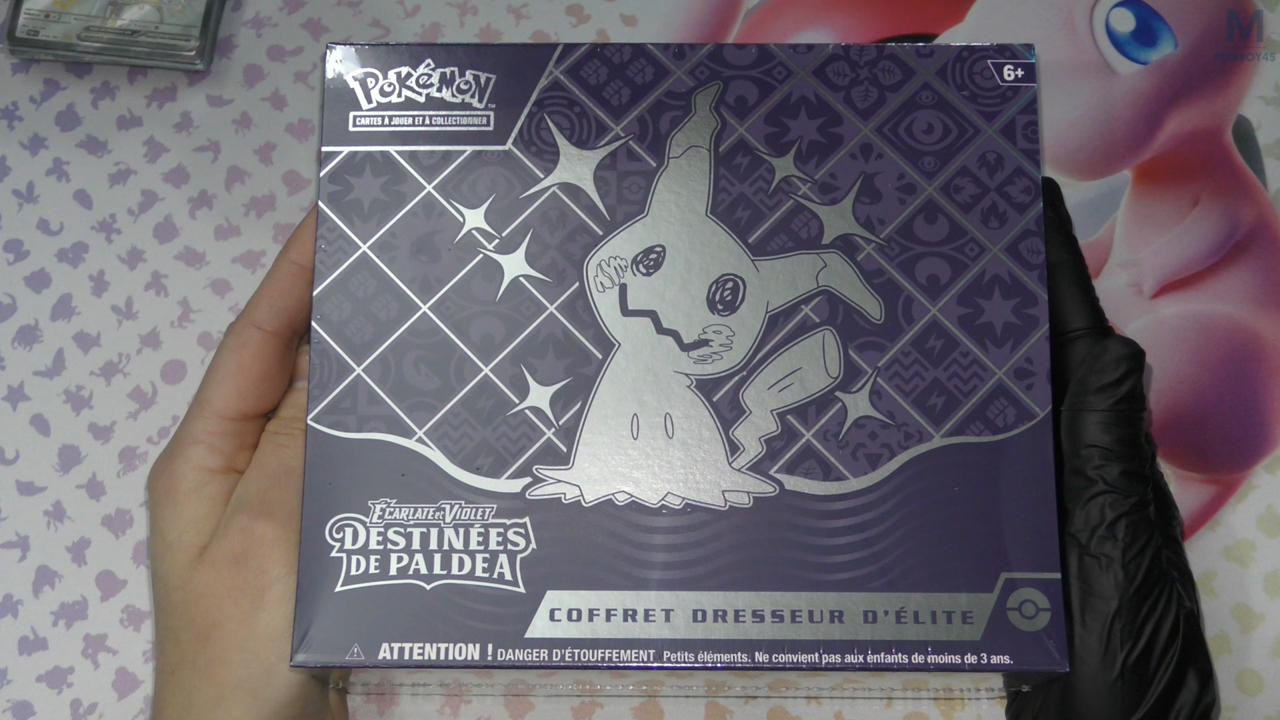 POKÉMON
CARTES À JOUER ET À COLLECTIONNER
6+
ÉCARLATE ET VIOLET
DESTINÉES
DE PALDEA
COFFRET DRESSEUR D'ÉLITE
ATTENTION ! DANGER D'ÉTOUFFEMENT Petits éléments. Ne convient pas aux enfants de moins de 3 ans.